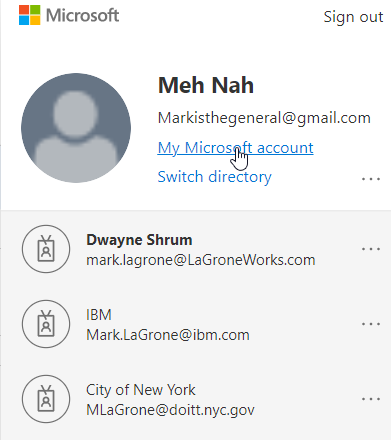 Microsoft Sign out
Meh Nah
Markisthegeneral@gmail.com
My Microsoft account
Switch directory ...
Dwayne Shrum
mark.lagrone@LaGroneWorks.com
...
IBM
Mark.LaGrone@ibm.com
...
City of New York
MLaGrone@doitt.nyc.gov
...